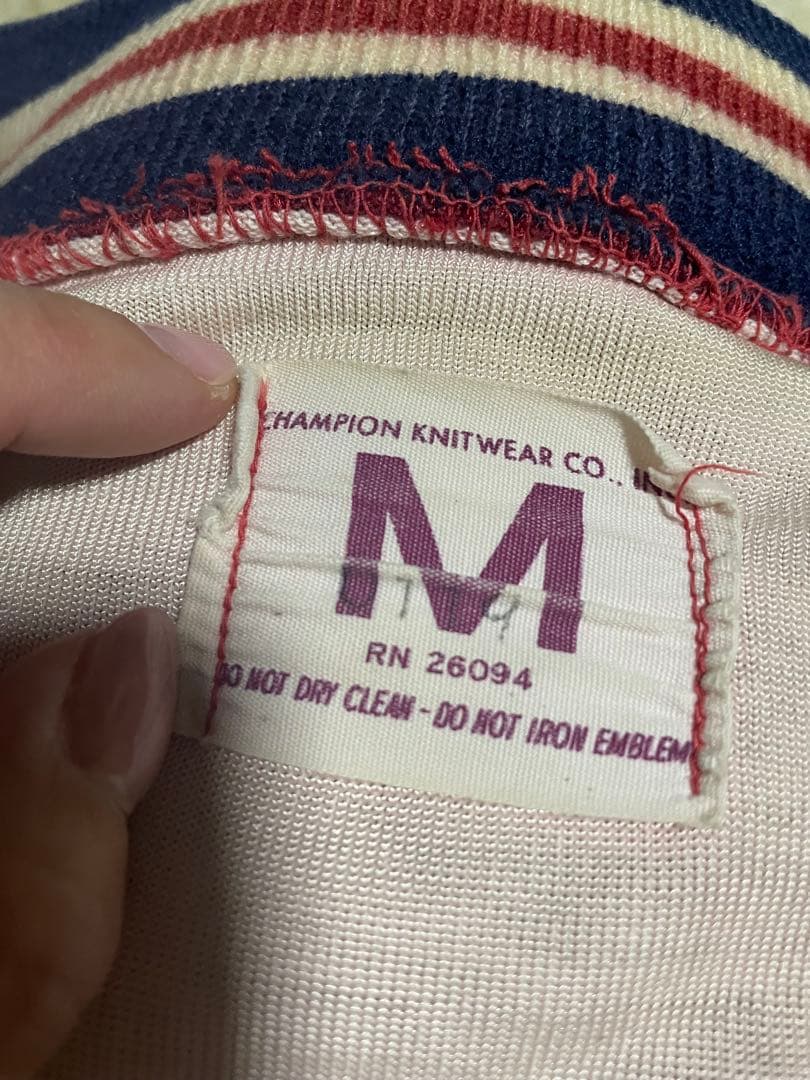 CHAMPION KNITWEAR CO., INC.
M
RN 26094
DO NOT DRY CLEAN - DO NOT IRON EMBLEM